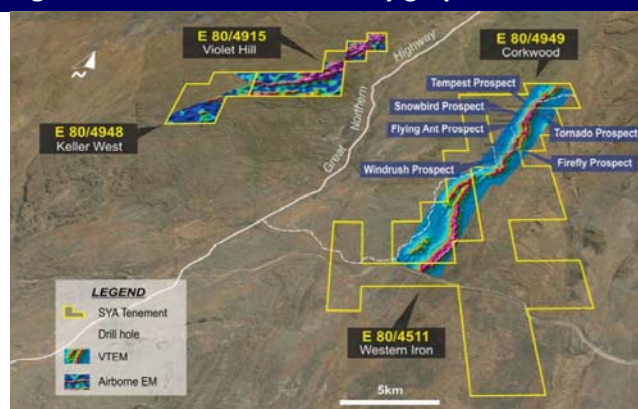 E 80/4915
Violet Hill
E 80/4949
Corkwood
Great Northern Highway
Tempest Prospect
Snowbird Prospect
Flying Ant Prospect
Tornado Prospect
Windrush Prospect
Firefly Prospect
E 80/4948
Keller West
LEGEND
SYA Tenement
Drill hole
VTEM
Airborne EM
E 80/4511
Western Iron
5km